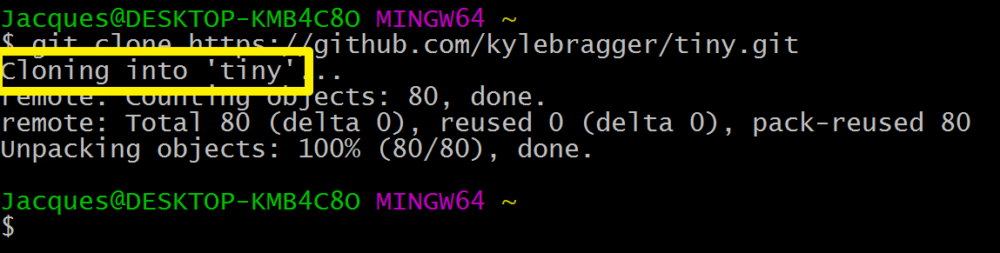 Jacques@DESKTOP-KMB4C8O MINGW64 ~
$ git clone https://github.com/kylebragger/tiny.git
Cloning into 'tiny'...
remote: Counting objects: 80, done.
remote: Total 80 (delta 0), reused 0 (delta 0), pack-reused 80
Unpacking objects: 100% (80/80), done.
Jacques@DESKTOP-KMB4C8O MINGW64 ~
$